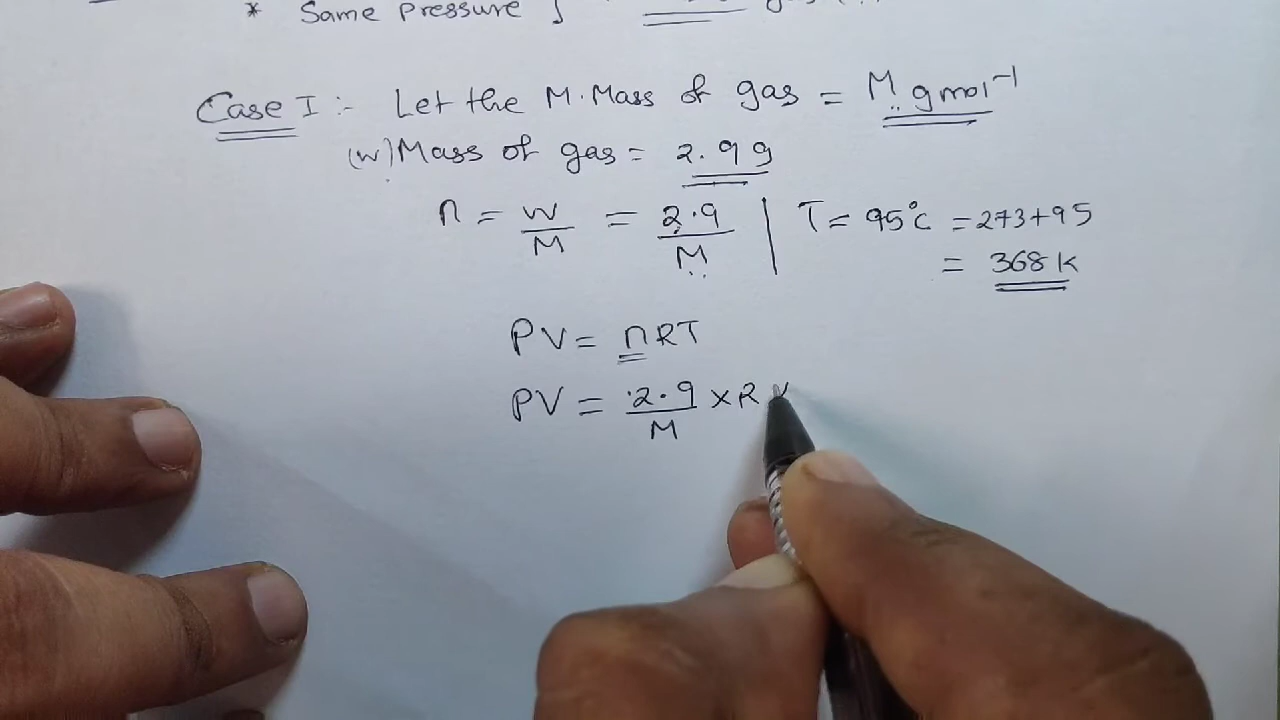 * Same Pressure }
Case I :- Let the M. Mass of gas = M gmol⁻¹
(W) Mass of gas = 2.9 g
n = W/M = 2.9/M | T = 95°C = 273+95
= 368 K
PV = nRT
PV = 2.9/M × R ×